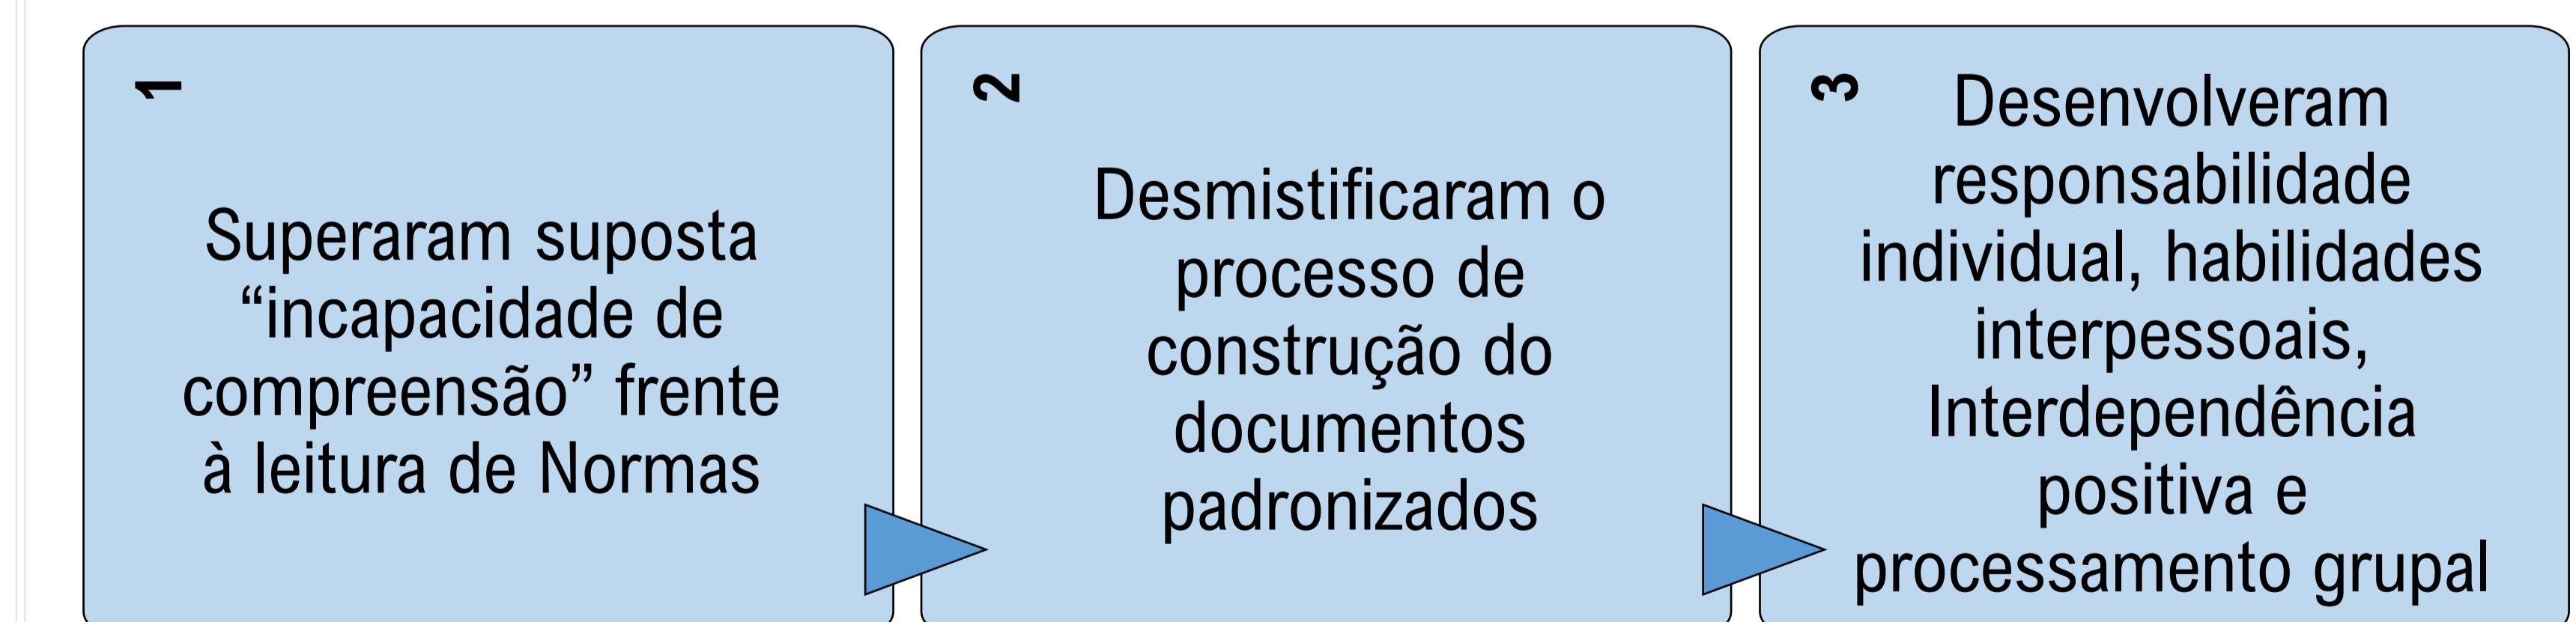 1
Superaram suposta
“incapacidade de
compreensão” frente
à leitura de Normas
2
Desmistificaram o
processo de
construção do
documentos
padronizados
3
Desenvolveram
responsabilidade
individual, habilidades
interpessoais,
Interdependência
positiva e
processamento grupal